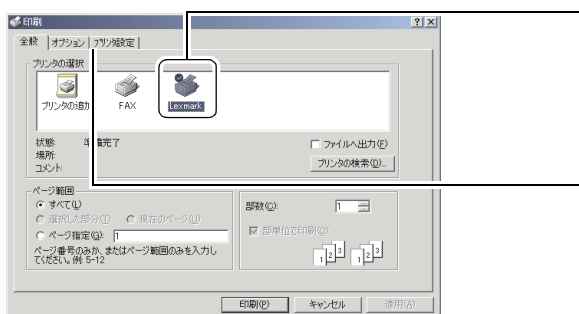 印刷
全般 オプション プリンタ設定
プリンタの選択
プリンタの追加 FAX Lexmark
状態: 準備完了
場所:
コメント:
ファイルへ出力(F)
プリンタの検索(D)...
ページ範囲
すべて(L)
選択した部分(T) 現在のページ(U)
ページ指定(G): 1
ページ番号のみか、またはページ範囲のみを入力し
てください。例: 5-12
部数(C): 1
部単位で印刷(O)
1 2 3 1 2 3
印刷(P) キャンセル 適用(A)